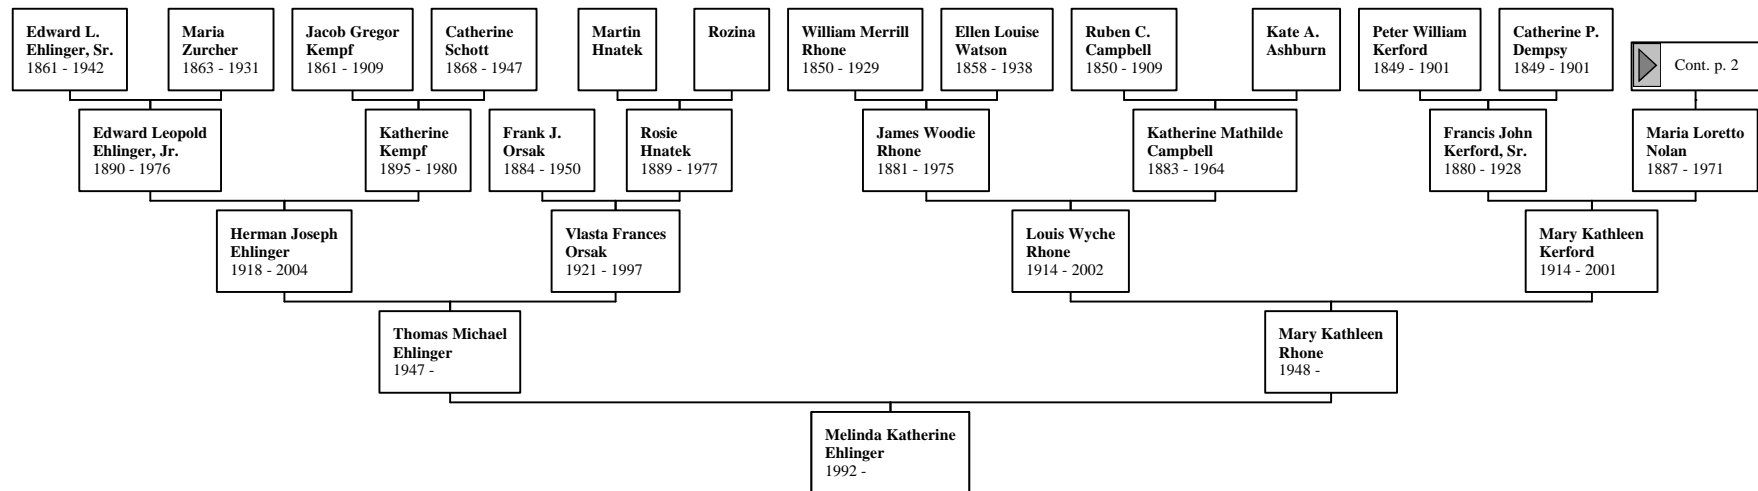 Edward L.
Ehlinger, Sr.
1861 - 1942
Maria
Zurcher
1863 - 1931
Jacob Gregor
Kempf
1861 - 1909
Catherine
Schott
1868 - 1947
Martin
Hnatek
Rozina
William Merrill
Rhone
1850 - 1929
Ellen Louise
Watson
1858 - 1938
Ruben C.
Campbell
1850 - 1909
Kate A.
Ashburn
Peter William
Kerford
1849 - 1901
Catherine P.
Dempsy
1849 - 1901
Cont. p. 2
Edward Leopold
Ehlinger, Jr.
1890 - 1976
Katherine
Kempf
1895 - 1980
Frank J.
Orsak
1884 - 1950
Rosie
Hnatek
1889 - 1977
James Woodie
Rhone
1881 - 1975
Katherine Mathilde
Campbell
1883 - 1964
Francis John
Kerford, Sr.
1880 - 1928
Maria Loretto
Nolan
1887 - 1971
Herman Joseph
Ehlinger
1918 - 2004
Vlasta Frances
Orsak
1921 - 1997
Louis Wyche
Rhone
1914 - 2002
Mary Kathleen
Kerford
1914 - 2001
Thomas Michael
Ehlinger
1947 -
Mary Kathleen
Rhone
1948 -
Melinda Katherine
Ehlinger
1992 -